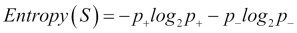 Entropy(S) = −p₊log₂p₊ − p₋log₂p₋